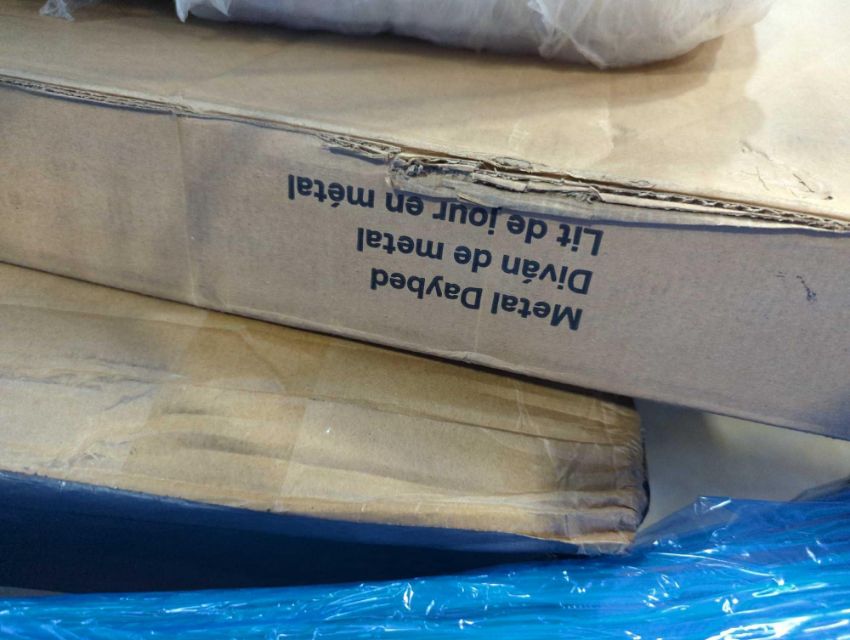 Metal Daybed
Diván de metal
Lit de jour en métal